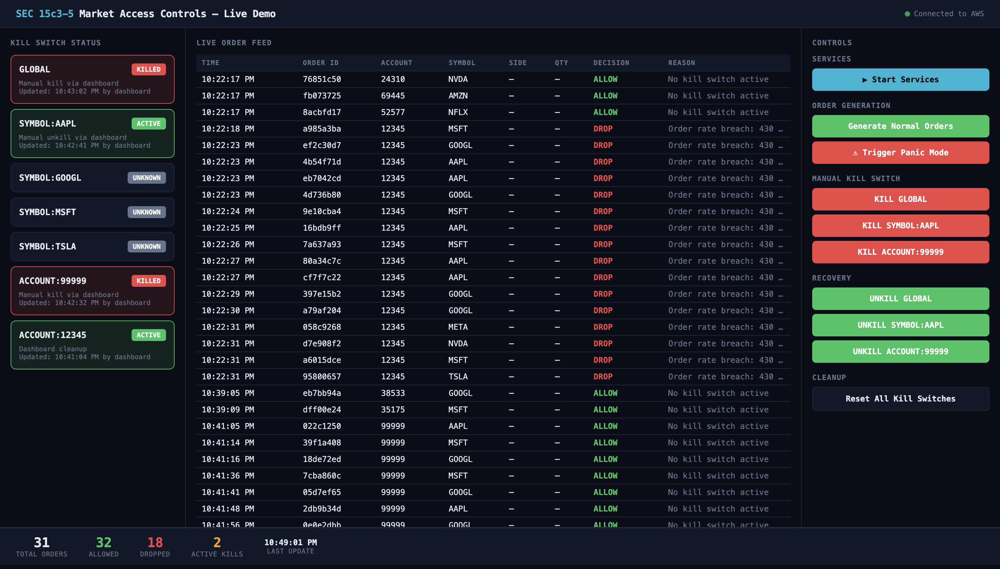 SEC 15c3–5 Market Access Controls — Live Demo
Connected to AWS
KILL SWITCH STATUS
GLOBAL KILLED
Manual kill via dashboard
Updated: 10:43:02 PM by dashboard
SYMBOL:AAPL ACTIVE
Manual unkill via dashboard
Updated: 10:42:41 PM by dashboard
SYMBOL:GOOGL UNKNOWN
SYMBOL:MSFT UNKNOWN
SYMBOL:TSLA UNKNOWN
ACCOUNT:99999 KILLED
Manual kill via dashboard
Updated: 10:42:32 PM by dashboard
ACCOUNT:12345 ACTIVE
Dashboard cleanup
Updated: 10:41:04 PM by dashboard
LIVE ORDER FEED
TIME ORDER ID ACCOUNT SYMBOL SIDE QTY DECISION REASON
10:22:17 PM 76851c50 24310 NVDA — — ALLOW No kill switch active
10:22:17 PM fb073725 69445 AMZN — — ALLOW No kill switch active
10:22:17 PM 8acbfd17 52577 NFLX — — ALLOW No kill switch active
10:22:18 PM a985a3ba 12345 MSFT — — DROP Order rate breach: 430 …
10:22:23 PM ef2c30d7 12345 GOOGL — — DROP Order rate breach: 430 …
10:22:23 PM 4b54f71d 12345 AAPL — — DROP Order rate breach: 430 …
10:22:23 PM eb7042cd 12345 AAPL — — DROP Order rate breach: 430 …
10:22:23 PM 4d736b80 12345 GOOGL — — DROP Order rate breach: 430 …
10:22:24 PM 9e10cba4 12345 MSFT — — DROP Order rate breach: 430 …
10:22:25 PM 16bdb9ff 12345 AAPL — — DROP Order rate breach: 430 …
10:22:26 PM 7a637a93 12345 MSFT — — DROP Order rate breach: 430 …
10:22:27 PM 80a34c7c 12345 AAPL — — DROP Order rate breach: 430 …
10:22:27 PM cf7f7c22 12345 AAPL — — DROP Order rate breach: 430 …
10:22:29 PM 397e15b2 12345 GOOGL — — DROP Order rate breach: 430 …
10:22:30 PM a79af204 12345 GOOGL — — DROP Order rate breach: 430 …
10:22:31 PM 058c9268 12345 META — — DROP Order rate breach: 430 …
10:22:31 PM d7e908f2 12345 NVDA — — DROP Order rate breach: 430 …
10:22:31 PM a6015dce 12345 MSFT — — DROP Order rate breach: 430 …
10:22:31 PM 95800657 12345 TSLA — — DROP Order rate breach: 430 …
10:39:05 PM eb7bb94a 38533 GOOGL — — ALLOW No kill switch active
10:39:09 PM dff00e24 35175 MSFT — — ALLOW No kill switch active
10:41:05 PM 022c1250 99999 AAPL — — ALLOW No kill switch active
10:41:14 PM 39f1a408 99999 MSFT — — ALLOW No kill switch active
10:41:16 PM 18de72ed 99999 GOOGL — — ALLOW No kill switch active
10:41:36 PM 7cba860c 99999 MSFT — — ALLOW No kill switch active
10:41:41 PM 05d7ef65 99999 GOOGL — — ALLOW No kill switch active
10:41:48 PM 2db9b34d 99999 AAPL — — ALLOW No kill switch active
10:41:56 PM 0e0e2dbb 99999 GOOGL — — ALLOW No kill switch active
CONTROLS
SERVICES
▶ Start Services
ORDER GENERATION
Generate Normal Orders
⚠ Trigger Panic Mode
MANUAL KILL SWITCH
KILL GLOBAL
KILL SYMBOL:AAPL
KILL ACCOUNT:99999
RECOVERY
UNKILL GLOBAL
UNKILL SYMBOL:AAPL
UNKILL ACCOUNT:99999
CLEANUP
Reset All Kill Switches
31 32 18 2 10:49:01 PM
TOTAL ORDERS ALLOWED DROPPED ACTIVE KILLS LAST UPDATE